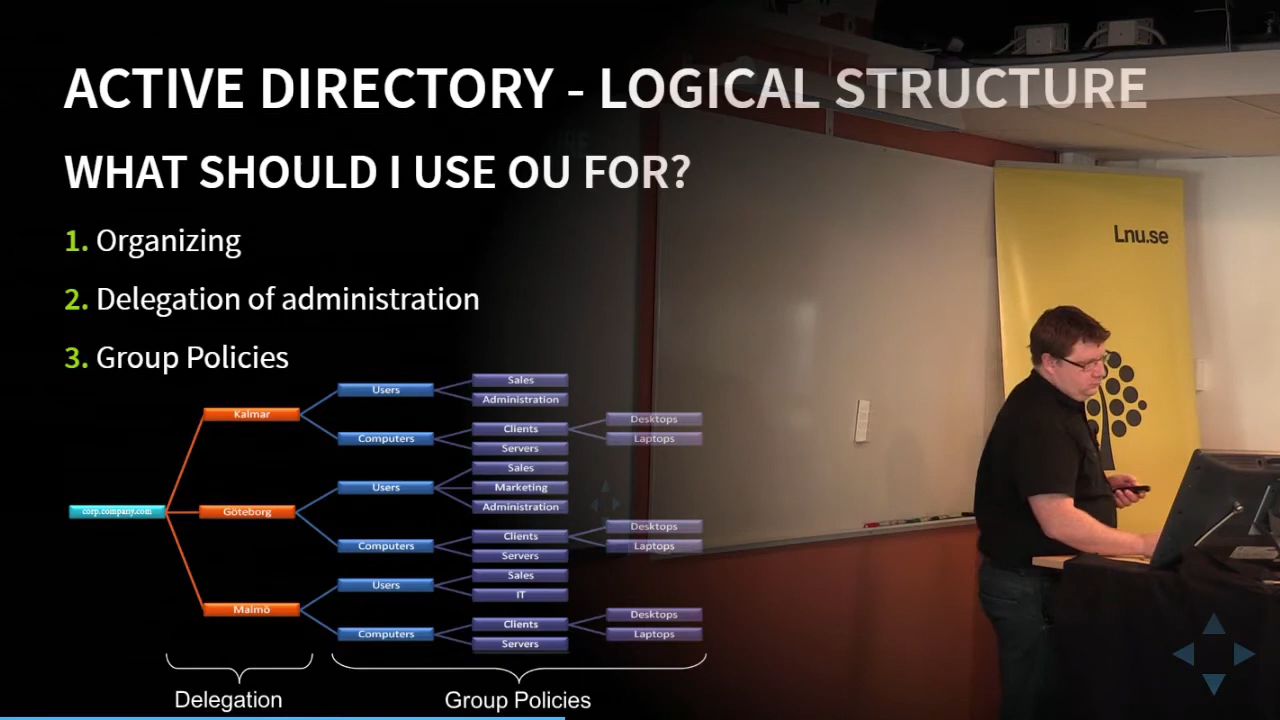 ACTIVE DIRECTORY - LOGICAL STRUCTURE
WHAT SHOULD I USE OU FOR?
Lnu.se
1. Organizing
2. Delegation of administration
3. Group Policies
Sales
Users
Administration
Kalmar
Desktops
Clients
Computers
Laptops
Servers
Sales
Users
Marketing
Administration
corp.company.com
Göteborg
Desktops
Clients
Computers
Laptops
Servers
Sales
Users
IT
Malmö
Desktops
Clients
Computers
Laptops
Servers
Delegation
Group Policies